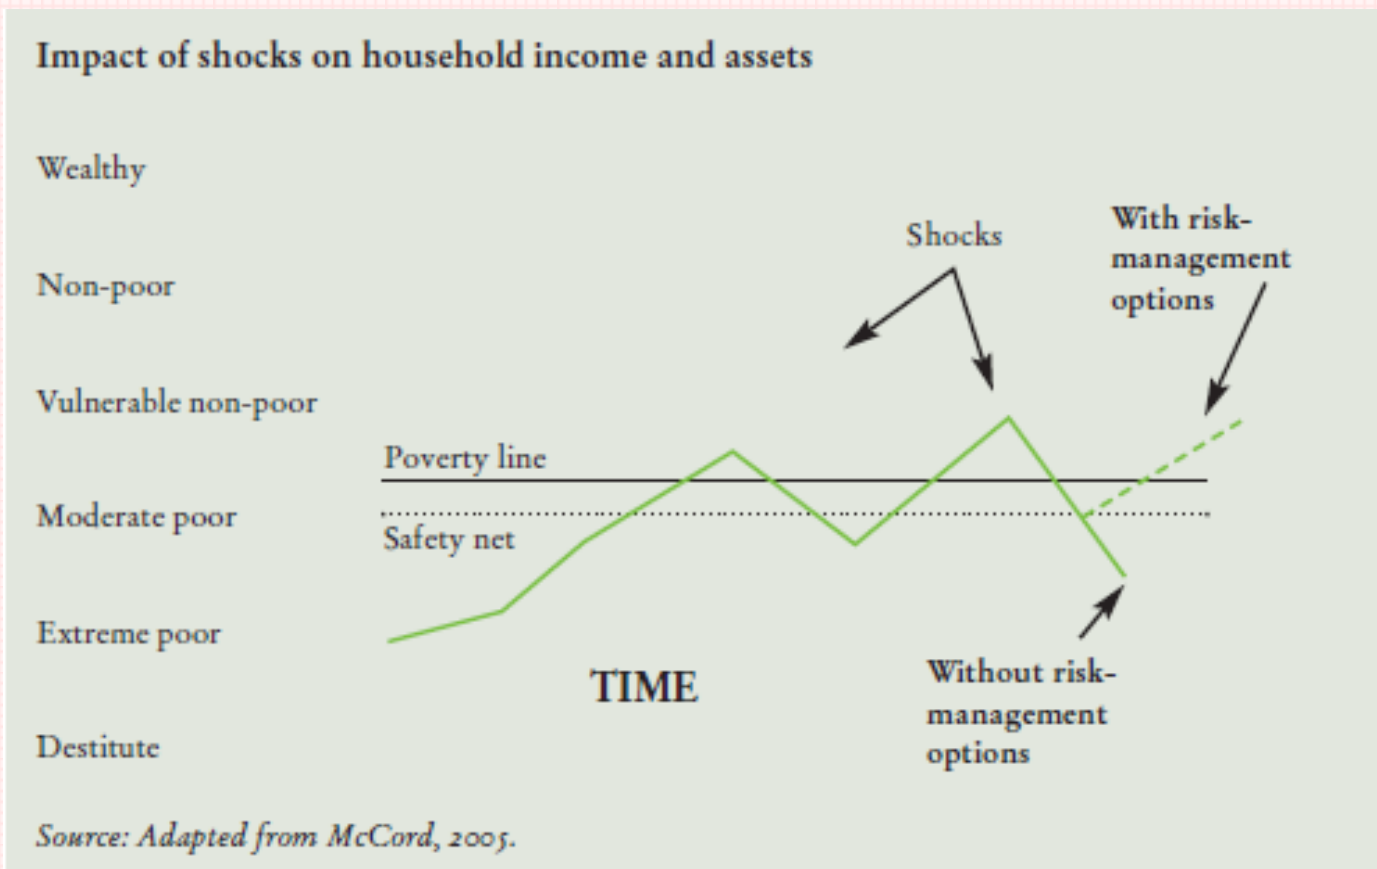 Impact of shocks on household income and assets
Wealthy
Shocks
With risk-
management
options
Non-poor
Vulnerable non-poor
Poverty line
Moderate poor
Safety net
Extreme poor
TIME
Without risk-
management
options
Destitute
Source: Adapted from McCord, 2005.